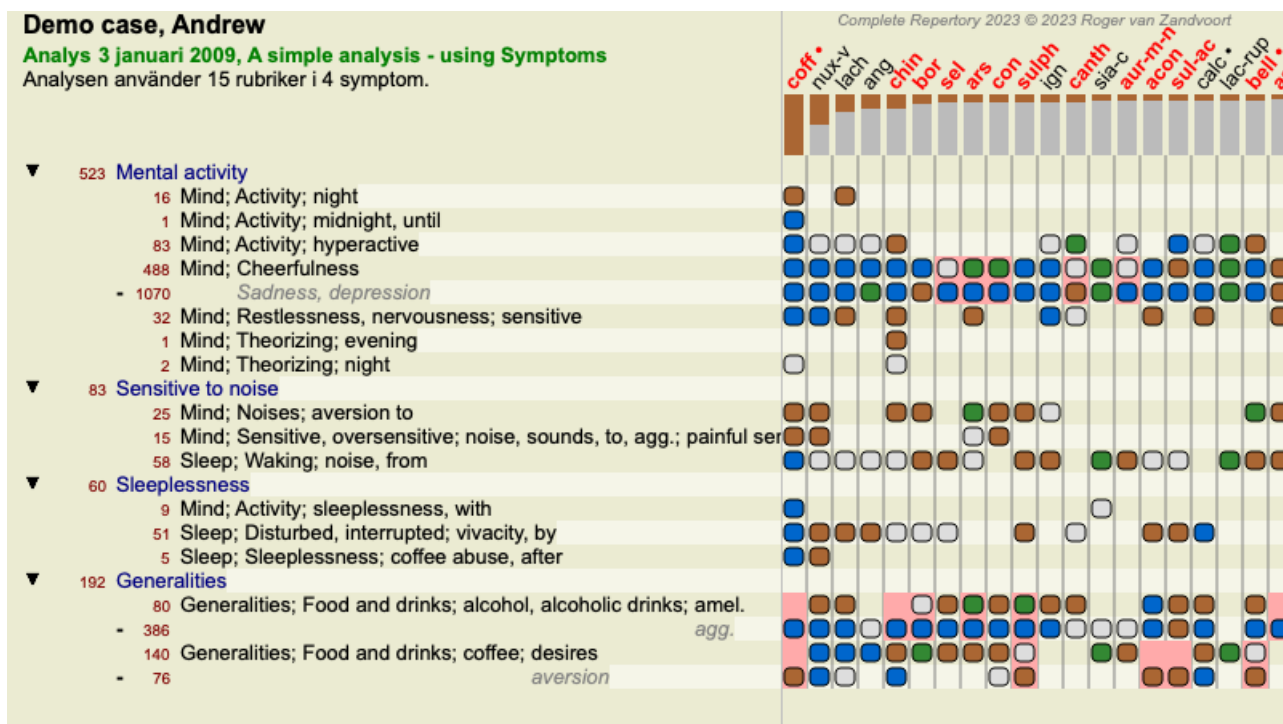 Demo case, Andrew
Complete Repertory 2023 © 2023 Roger van Zandvoort
Analys 3 januari 2009, A simple analysis - using Symptoms
Analysen använder 15 rubriker i 4 symptom.
coff • nux-v lach ang chin bor sel ars con sulph ign canth sia-c aur-m-n acon sul-ac calc • lac-rup bell •
▼ 523 Mental activity
16 Mind; Activity; night
1 Mind; Activity; midnight, until
83 Mind; Activity; hyperactive
488 Mind; Cheerfulness
- 1070 Sadness, depression
32 Mind; Restlessness, nervousness; sensitive
1 Mind; Theorizing; evening
2 Mind; Theorizing; night
▼ 83 Sensitive to noise
25 Mind; Noises; aversion to
15 Mind; Sensitive, oversensitive; noise, sounds, to, agg.; painful
58 Sleep; Waking; noise, from
▼ 60 Sleeplessness
9 Mind; Activity; sleeplessness, with
51 Sleep; Disturbed, interrupted; vivacity, by
5 Sleep; Sleeplessness; coffee abuse, after
▼ 192 Generalities
80 Generalities; Food and drinks; alcohol, alcoholic drinks; amel.
- 386 agg.
140 Generalities; Food and drinks; coffee; desires
- 76 aversion